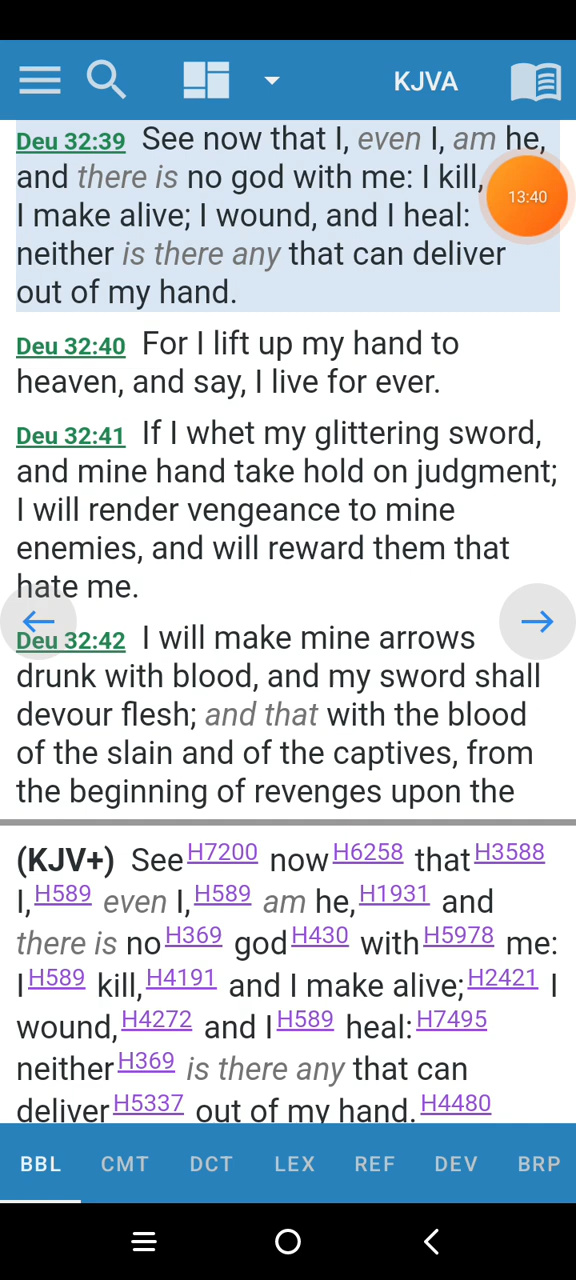 KJVA
Deu 32:39 See now that I, even I, am he,
and there is no god with me: I kill,
13:40
I make alive; I wound, and I heal:
neither is there any that can deliver
out of my hand.
Deu 32:40 For I lift up my hand to
heaven, and say, I live for ever.
Deu 32:41 If I whet my glittering sword,
and mine hand take hold on judgment;
I will render vengeance to mine
enemies, and will reward them that
hate me.
Deu 32:42 I will make mine arrows
drunk with blood, and my sword shall
devour flesh; and that with the blood
of the slain and of the captives, from
the beginning of revenges upon the
(KJV+) See H7200 now H6258 that H3588
I, H589 even I, H589 am he, H1931 and
there is no H369 god H430 with H5978 me:
I H589 kill, H4191 and I make alive; H2421 I
wound, H4272 and I H589 heal: H7495
neither H369 is there any that can
deliver H5337 out of my hand. H4480
BBL CMT DCT LEX REF DEV BRP